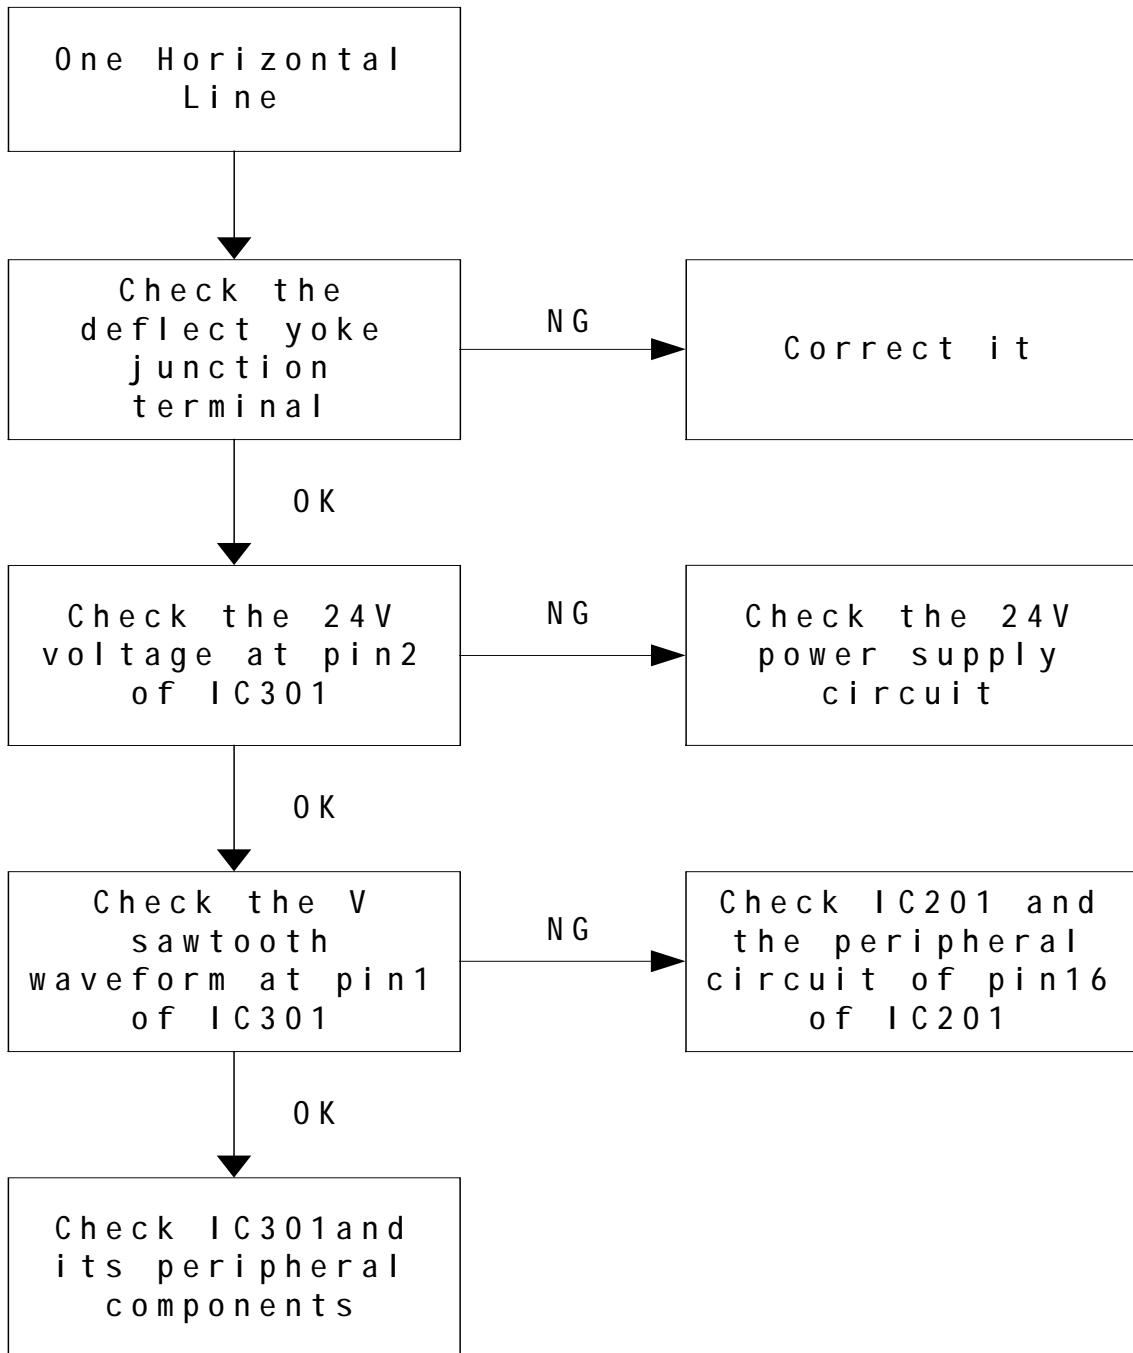 One Horizontal
Line
Check the
deflect yoke
junction
terminal
NG
Correct it
OK
Check the 24V
voltage at pin2
of IC301
NG
Check the 24V
power supply
circuit
OK
Check the V
sawtooth
waveform at pin1
of IC301
NG
Check IC201 and
the peripheral
circuit of pin16
of IC201
OK
Check IC301and
its peripheral
components